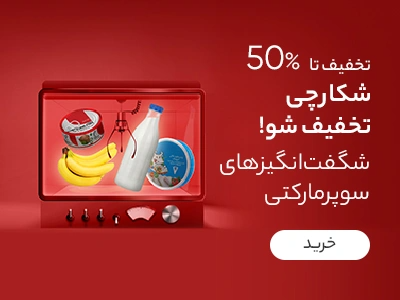 تخفیف تا 50%
شکارچی
تخفیف شو!
شگفت‌انگیزهای
سوپرمارکتی
خرید